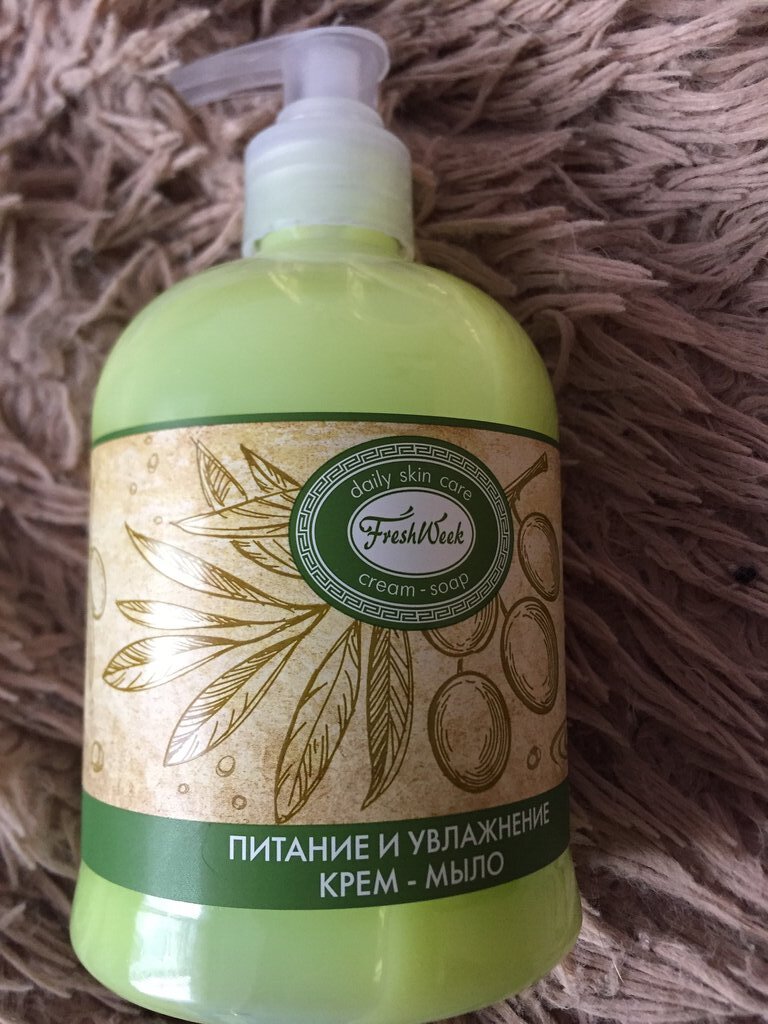 daily skin care
FreshWeek
cream - soap
ПИТАНИЕ И УВЛАЖНЕНИЕ
КРЕМ - МЫЛО